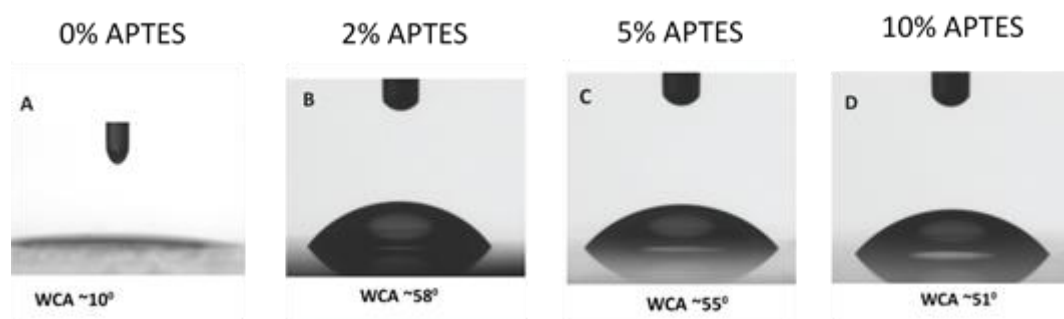 0% APTES
2% APTES
5% APTES
10% APTES
A
B
C
D
WCA ~10⁰
WCA ~58⁰
WCA ~55⁰
WCA ~51⁰